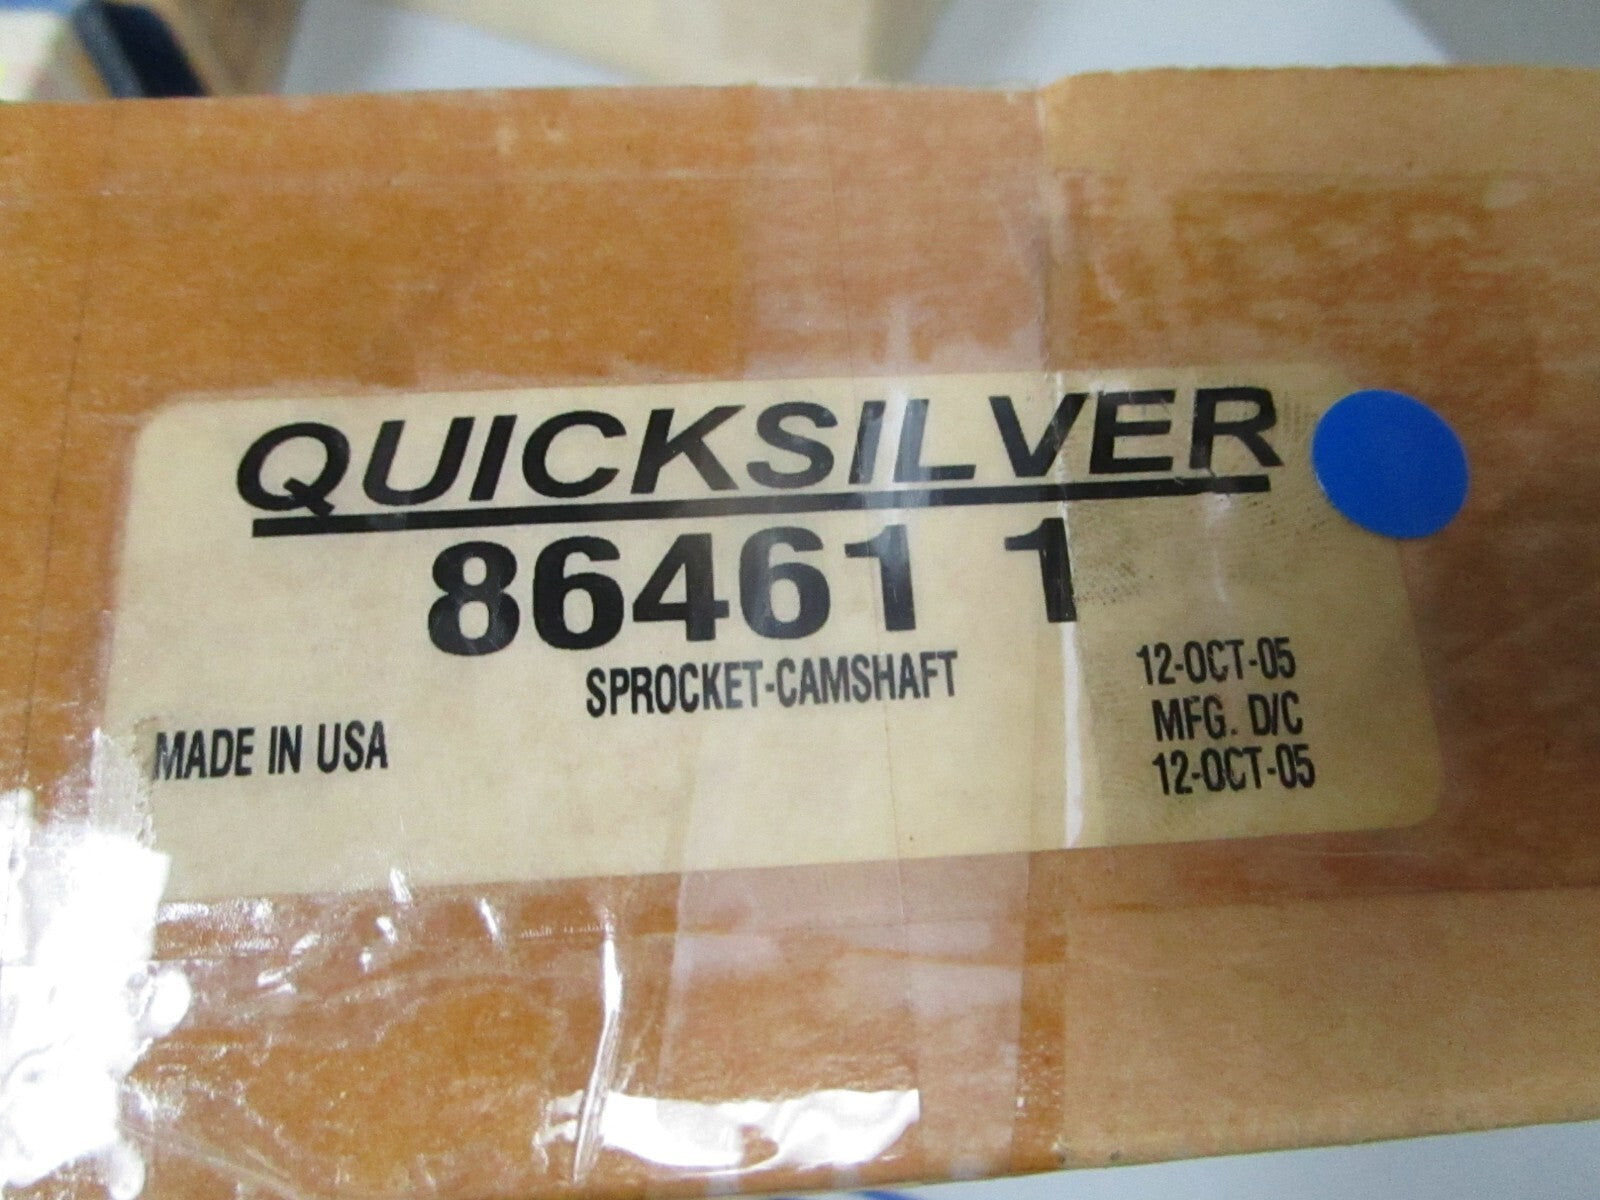 QUICKSILVER
86461 1
SPROCKET-CAMSHAFT
MADE IN USA
12-OCT-05
MFG. D/C
12-OCT-05